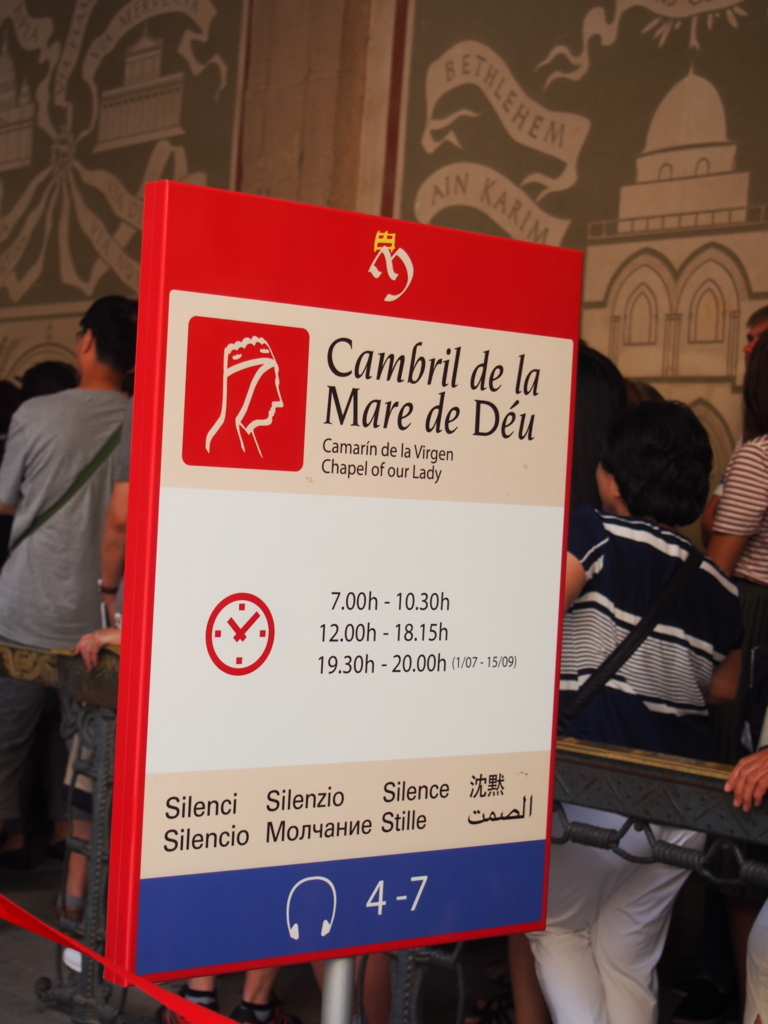 BETHLEHEM
AIN KARIM
Cambril de la
Mare de Déu
Camarín de la Virgen
Chapel of our Lady
7.00h - 10.30h
12.00h - 18.15h
19.30h - 20.00h (1/07 - 15/09)
Silenci Silenzio Silence 沈黙
Silencio Молчание Stille الصمت
4 - 7